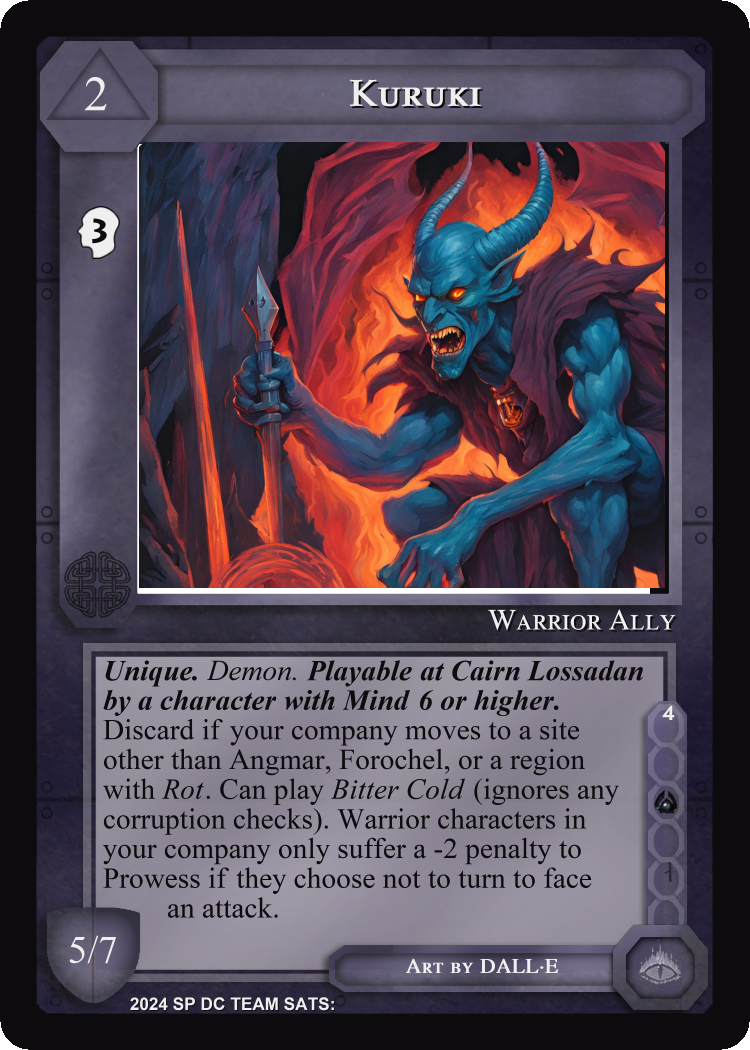 2
Kuruki
3
Warrior Ally
Unique. Demon. Playable at Cairn Lossadan
by a character with Mind 6 or higher.
Discard if your company moves to a site
other than Angmar, Forochel, or a region
with Rot. Can play Bitter Cold (ignores any
corruption checks). Warrior characters in
your company only suffer a -2 penalty to
Prowess if they choose not to turn to face
an attack.
4
5/7
Art by DALL·E
2024 SP DC TEAM SATS: